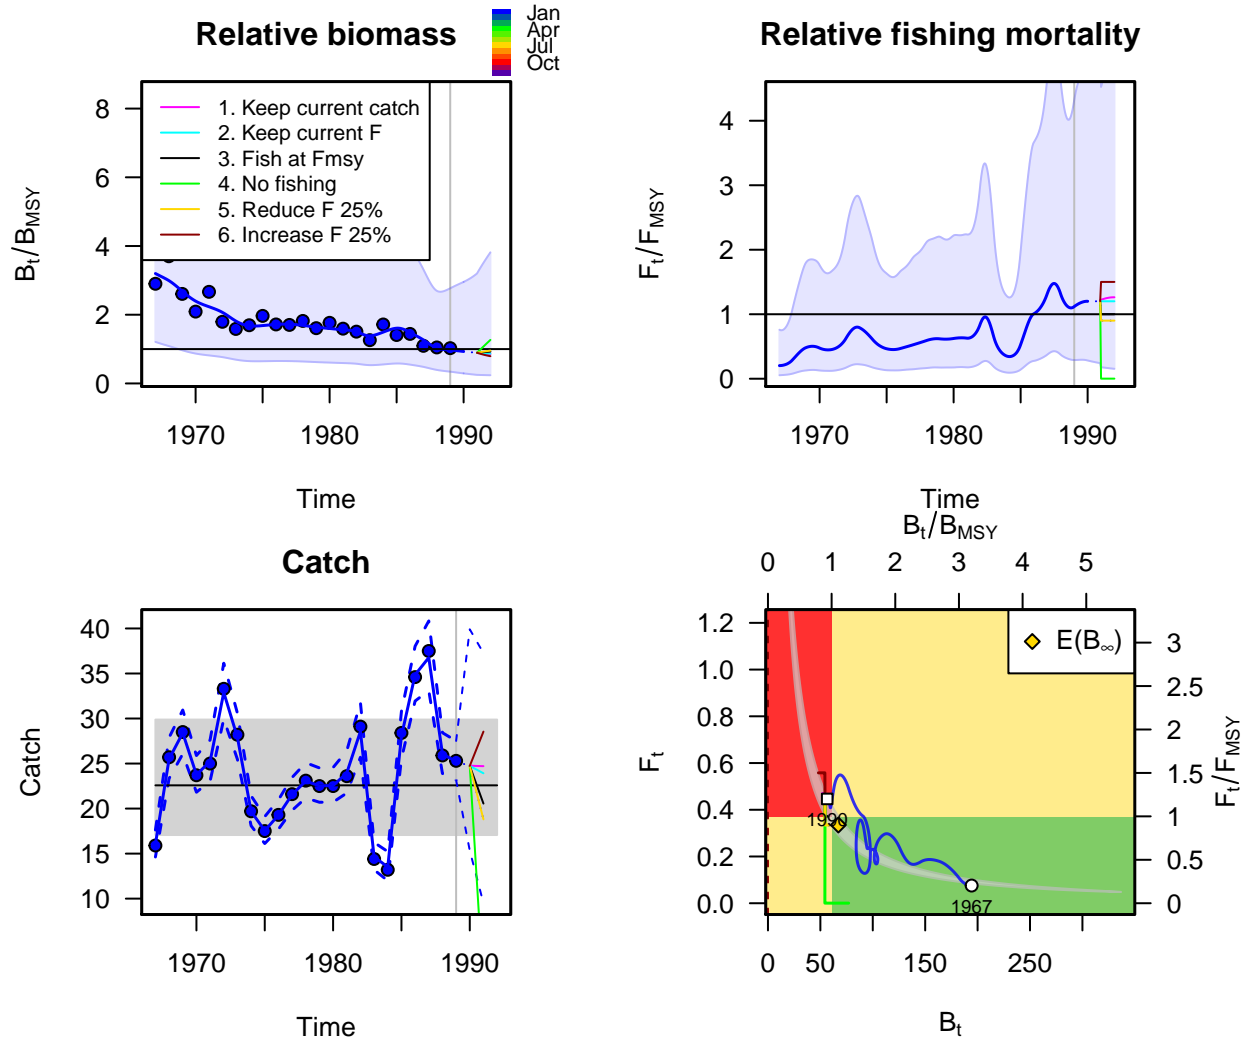 Relative biomass
Jan
Apr
Jul
Oct
1. Keep current catch
2. Keep current F
3. Fish at Fmsy
4. No fishing
5. Reduce F 25%
6. Increase F 25%
Bt/BMSY
8
6
4
2
0
1970 1980 1990
Time
Relative fishing mortality
Ft/FMSY
4
3
2
1
0
1970 1980 1990
Time
Catch
Catch
40
35
30
25
20
15
10
1970 1980 1990
Time
Bt/BMSY
0 1 2 3 4 5
E(B∞)
Ft
1.2
1.0
0.8
0.6
0.4
0.2
0.0
1990
1967
3
2.5
2
1.5
1
0.5
0
Ft/FMSY
0 50 150 250
Bt